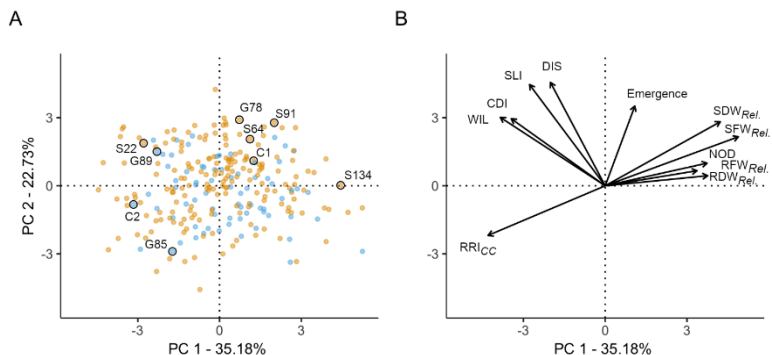 A
PC 2 - 22.73%
3
0
-3
-3
0
3
PC 1 - 35.18%
G78
S91
S64
S22
G89
C1
S134
C2
G85
B
3
0
-3
-3
0
3
PC 1 - 35.18%
DIS
SLI
Emergence
CDI
WIL
SDWRel.
SFWRel.
NOD
RFWRel.
RDWRel.
RRICC